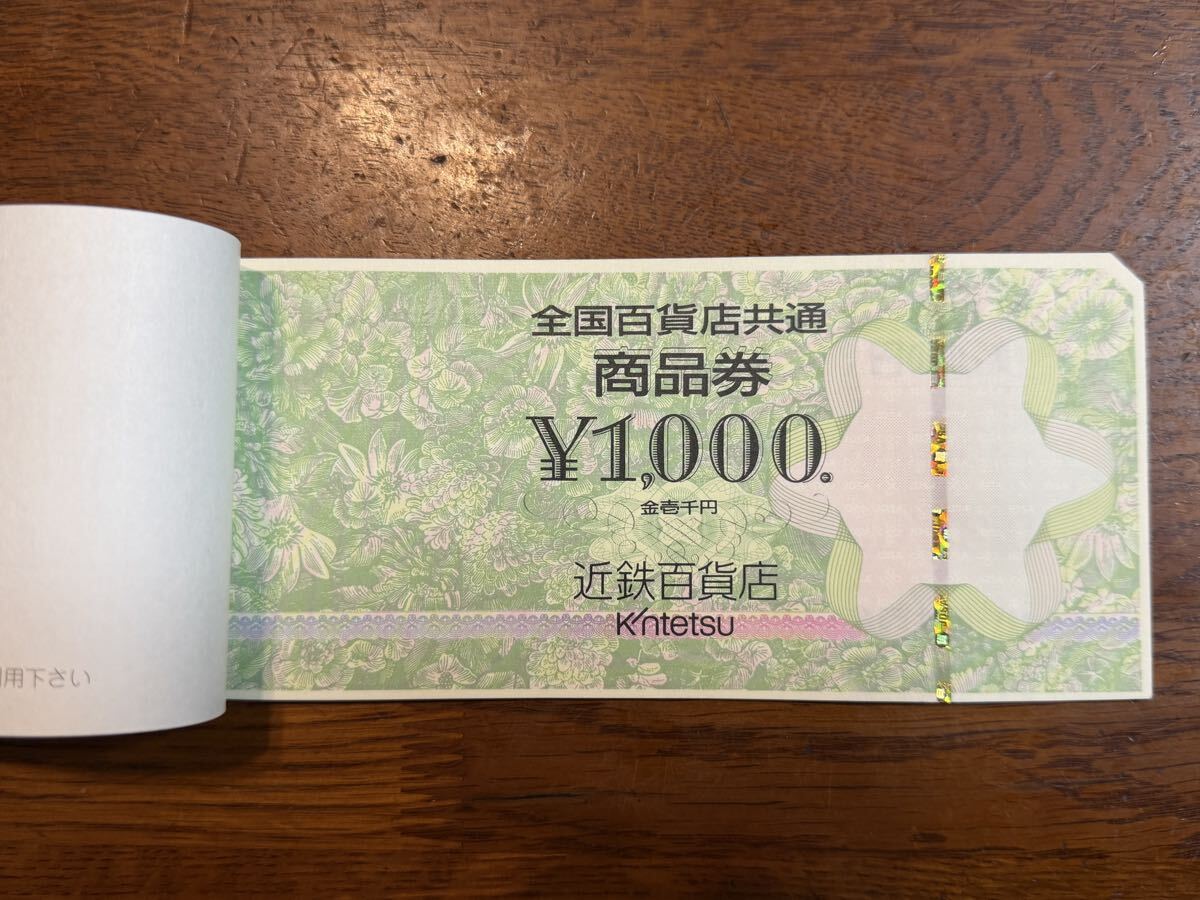 全国百貨店共通
商品券
¥1,000.
金壱千円
近鉄百貨店
Kintetsu
用下さい